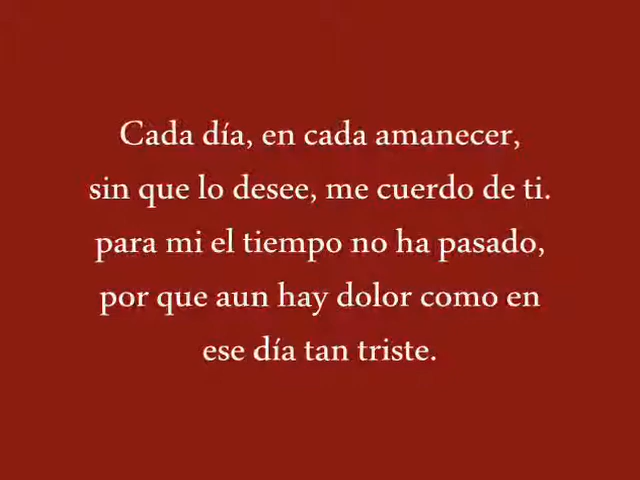 Cada día, en cada amanecer,
sin que lo desee, me cuerdo de ti.
para mi el tiempo no ha pasado,
por que aun hay dolor como en
ese día tan triste.